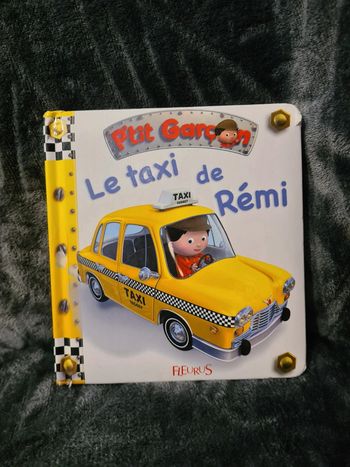 P'tit Garçon
Le taxi de
Rémi
TAXI
TAXI
FLEURUS